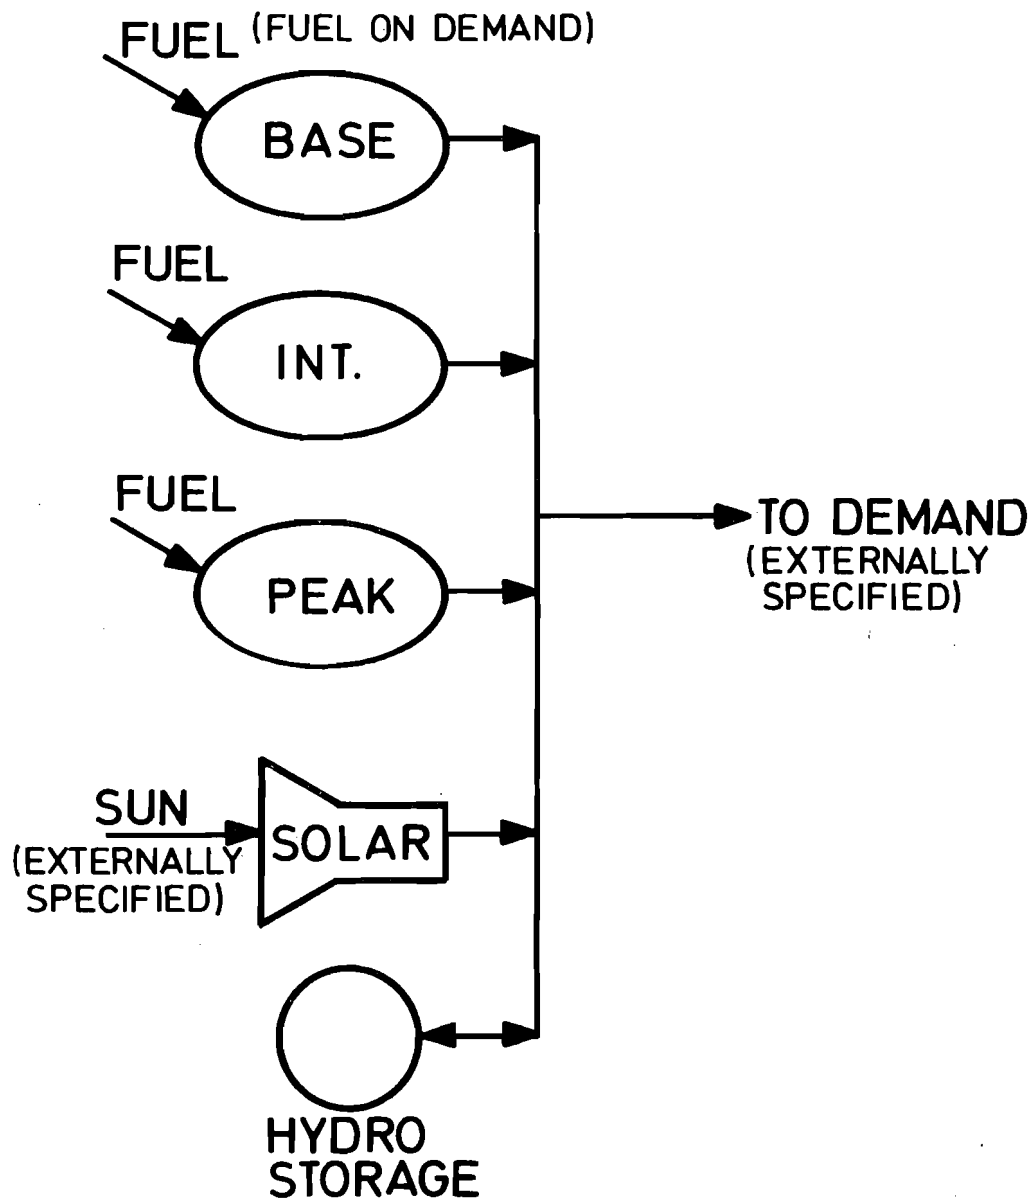 FUEL (FUEL ON DEMAND)
BASE
FUEL
INT.
FUEL
PEAK
TO DEMAND
(EXTERNALLY
SPECIFIED)
SUN
(EXTERNALLY
SPECIFIED)
SOLAR
HYDRO
STORAGE